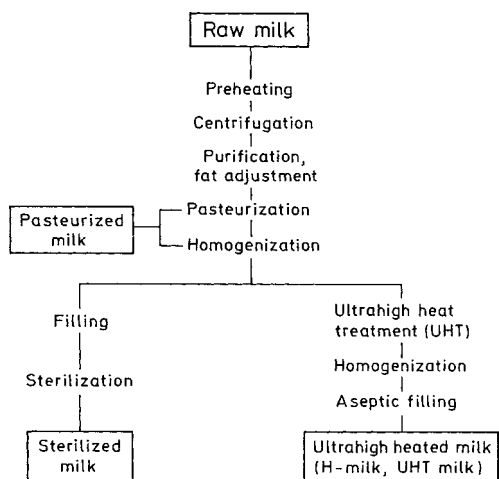 Raw milk
Preheating
Centrifugation
Purification,
fat adjustment
Pasteurized
milk
Pasteurization
Homogenization
Filling
Sterilization
Sterilized
milk
Ultrahigh heat
treatment (UHT)
Homogenization
Aseptic filling
Ultrahigh heated milk
(H-milk, UHT milk)